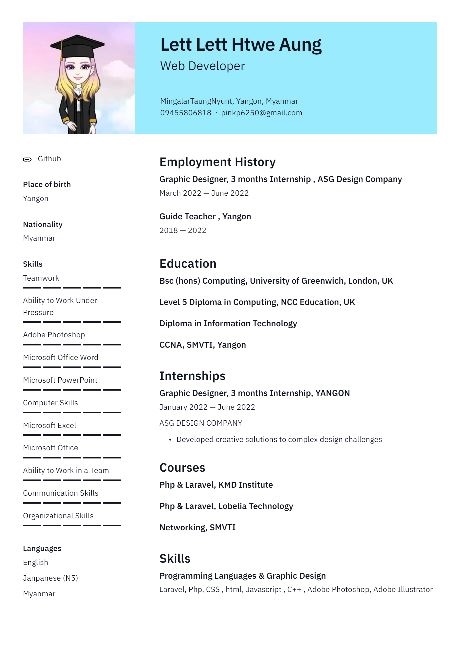 Lett Lett Htwe Aung
Web Developer
MingalarTaungNyunt, Yangon, Myanmar
09455806818 · pinkp6250@gmail.com
Github
Place of birth
Yangon
Nationality
Myanmar
Skills
Teamwork
Ability to Work Under
Pressure
Adobe Photoshop
Microsoft Office Word
Microsoft PowerPoint
Computer Skills
Microsoft Excel
Microsoft Office
Ability to Work in a Team
Communication Skills
Organizational Skills
Languages
English
Janpanese (N5)
Myanmar
Employment History
Graphic Designer, 3 months Internship , ASG Design Company
March 2022 — June 2022
Guide Teacher , Yangon
2018 — 2022
Education
Bsc (hons) Computing, University of Greenwich, London, UK
Level 5 Diploma in Computing, NCC Education, UK
Diploma in Information Technology
CCNA, SMVTI, Yangon
Internships
Graphic Designer, 3 months Internship, YANGON
January 2022 — June 2022
ASG DESIGN COMPANY
• Developed creative solutions to complex design challenges
Courses
Php & Laravel, KMD Institute
Php & Laravel, Lobelia Technology
Networking, SMVTI
Skills
Programming Languages & Graphic Design
Laravel, Php, CSS , html, Javascript , C++ , Adobe Photoshop, Adobe Illustrator